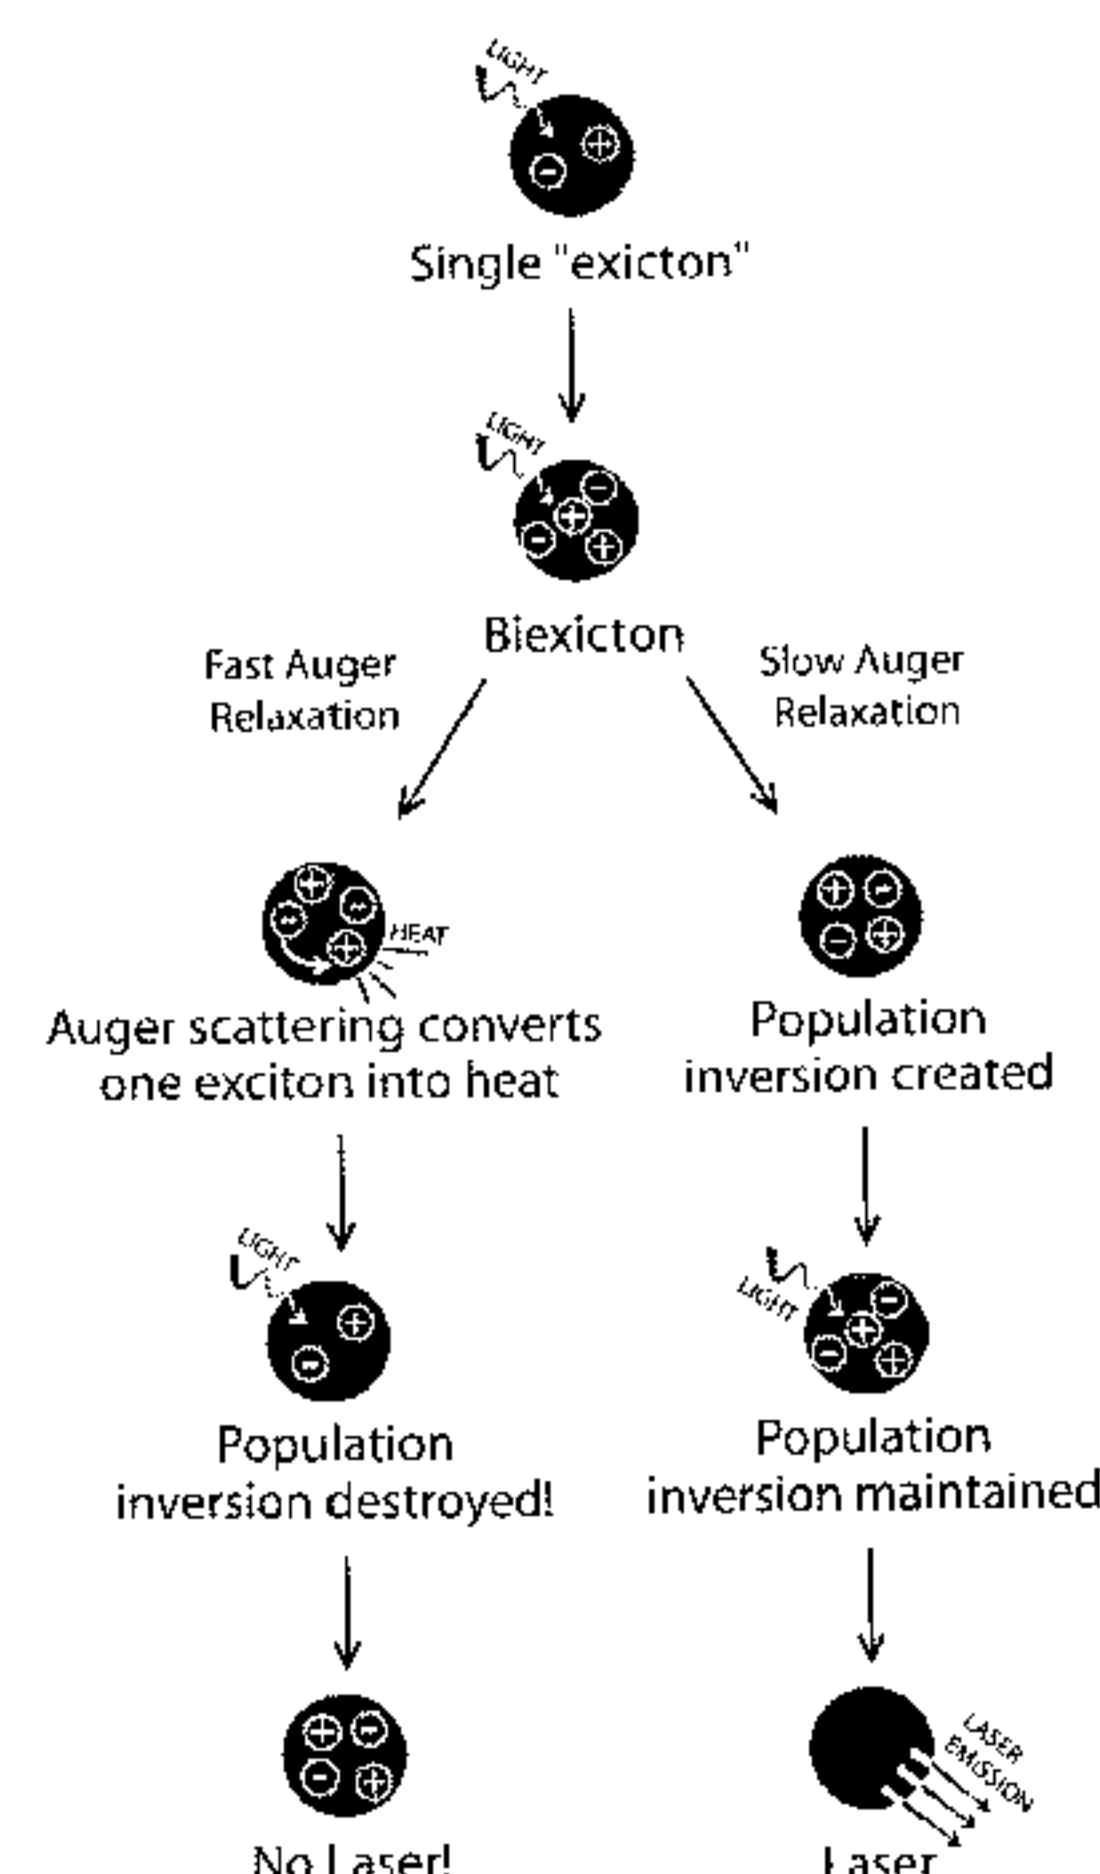 LIGHT
Single "exicton"
LIGHT
Biexicton
Fast Auger
Relaxation
Slow Auger
Relaxation
HEAT
Auger scattering converts
one exciton into heat
Population
inversion created
LIGHT
LIGHT
Population
inversion destroyed!
Population
inversion maintained
LASER
EMISSION
No Laser!
Laser